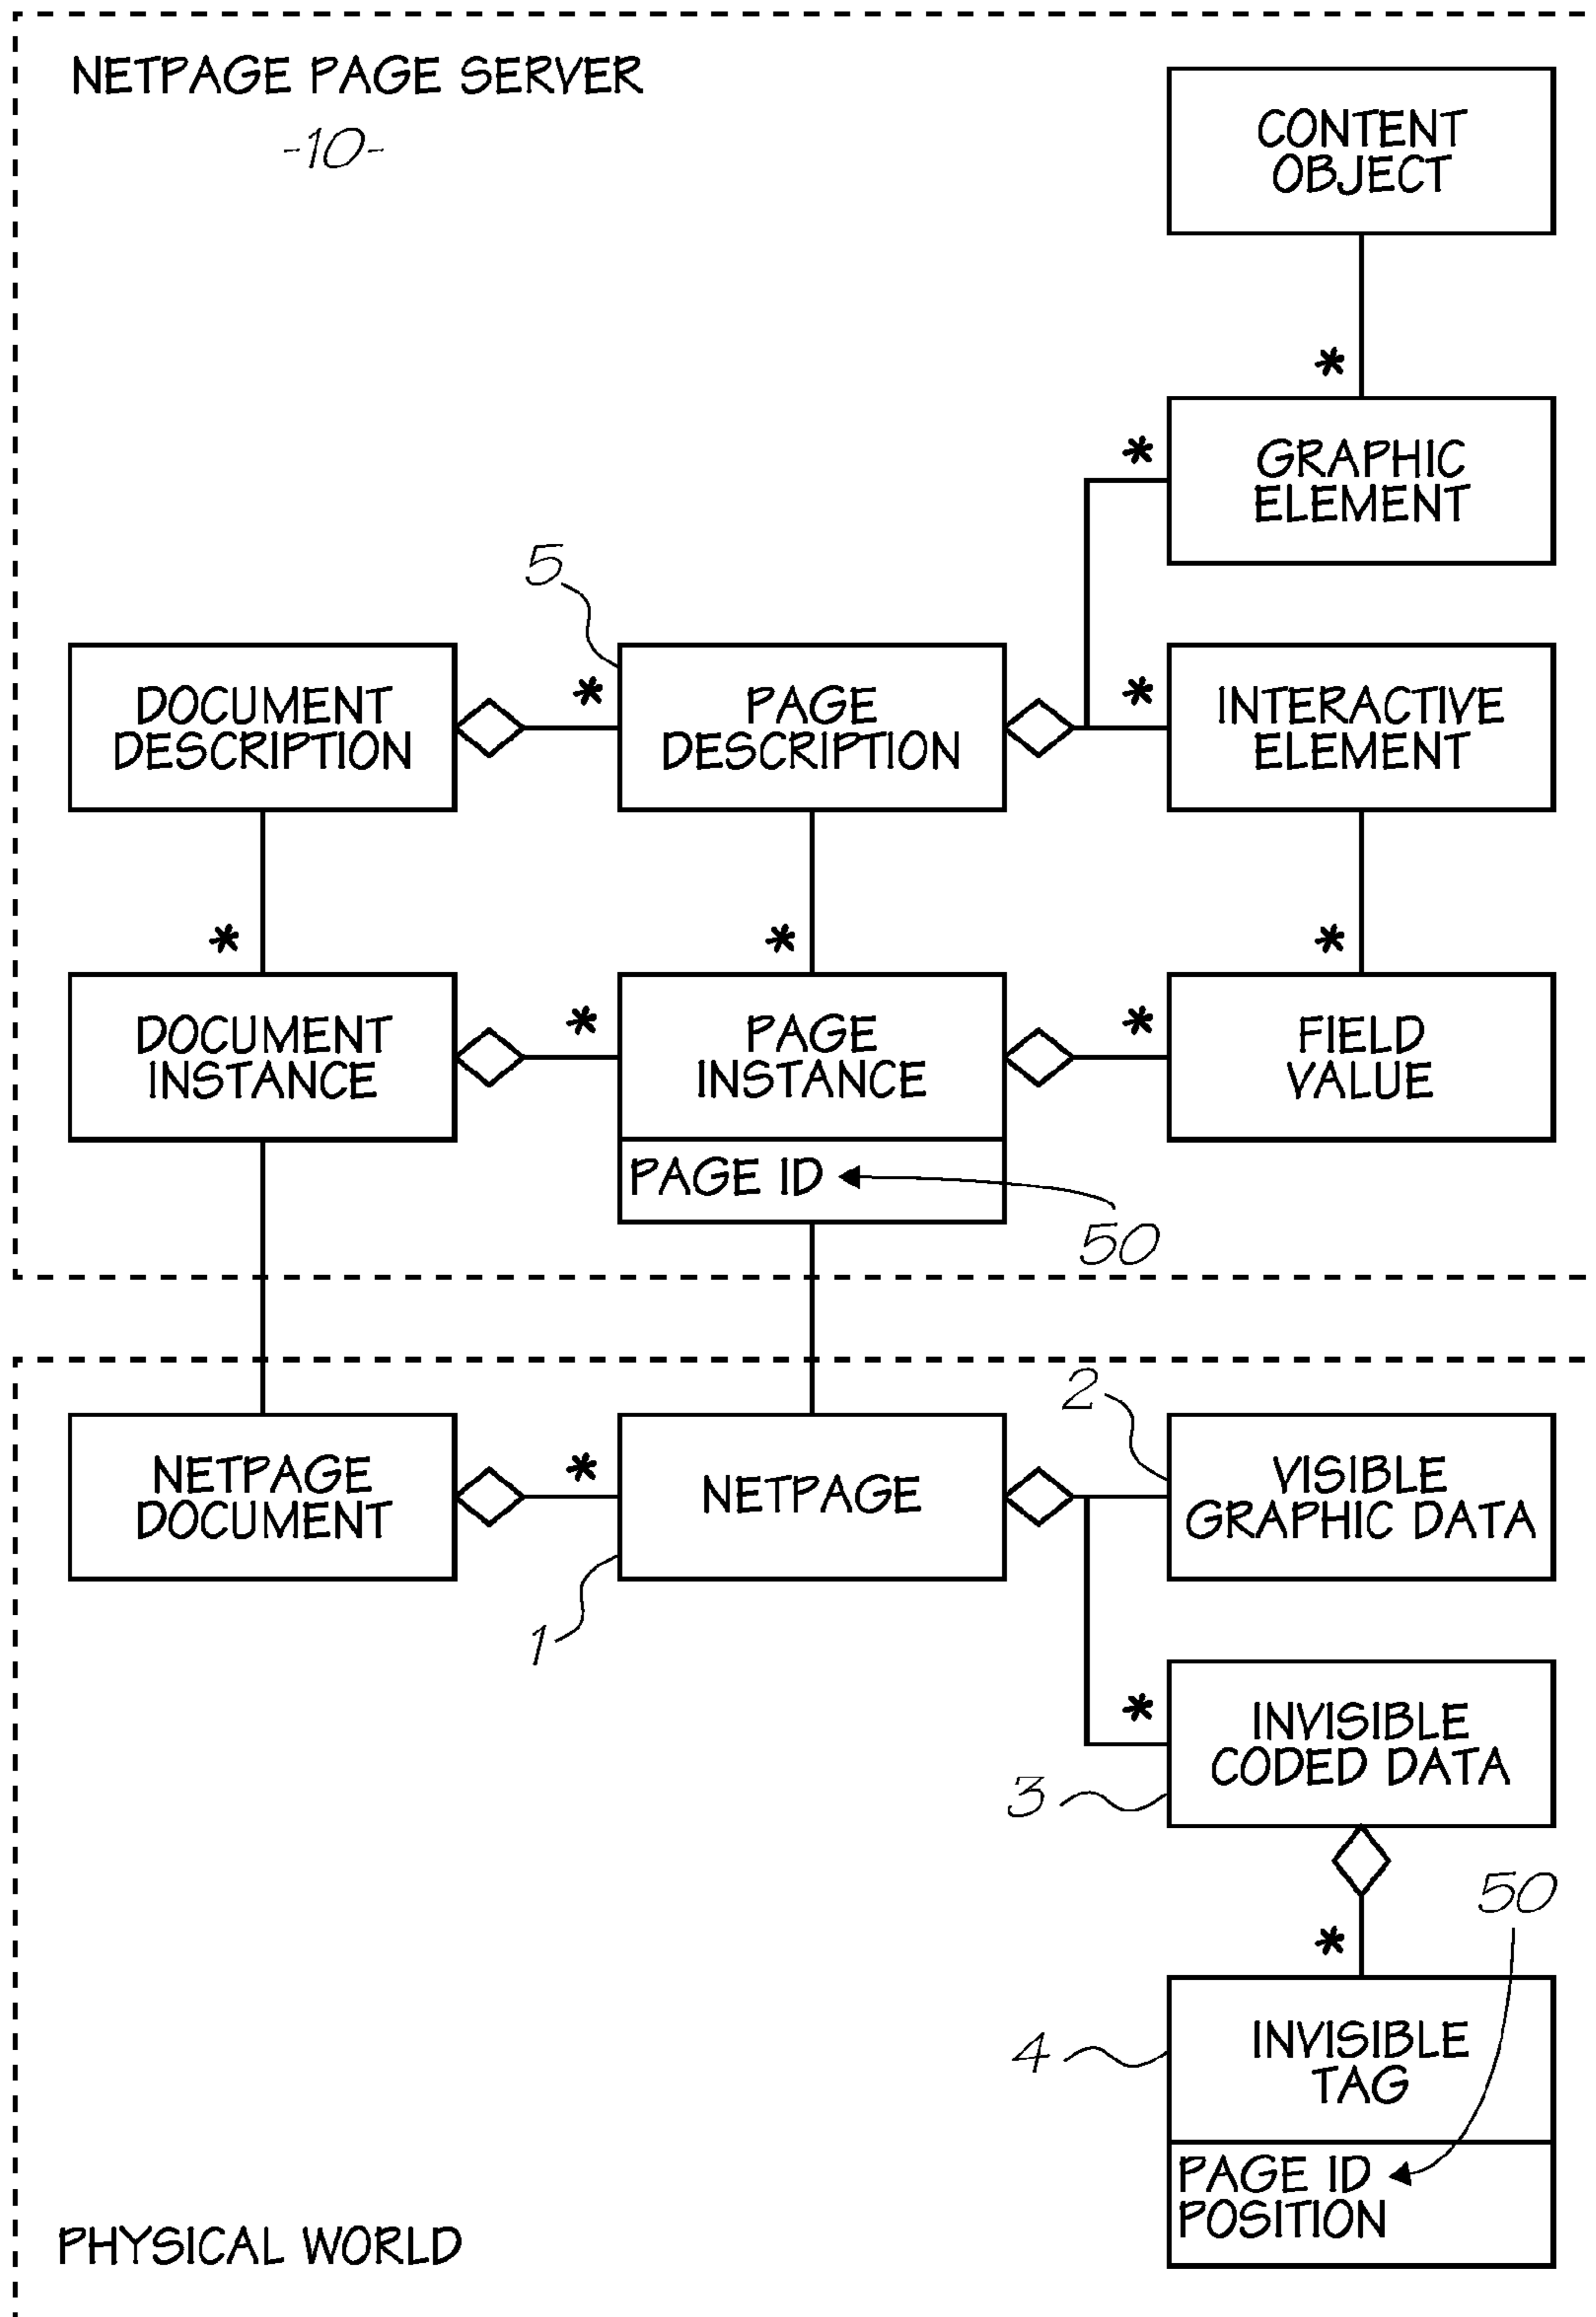 NETPAGE PAGE SERVER
-10-
CONTENT
OBJECT
*
*
GRAPHIC
ELEMENT
5
DOCUMENT
DESCRIPTION
*
PAGE
DESCRIPTION
*
INTERACTIVE
ELEMENT
*
*
*
DOCUMENT
INSTANCE
*
PAGE
INSTANCE
*
FIELD
VALUE
PAGE ID
50
2
NETPAGE
DOCUMENT
*
NETPAGE
VISIBLE
GRAPHIC DATA
1
*
INVISIBLE
CODED DATA
3
50
*
4
INVISIBLE
TAG
PAGE ID
POSITION
PHYSICAL WORLD